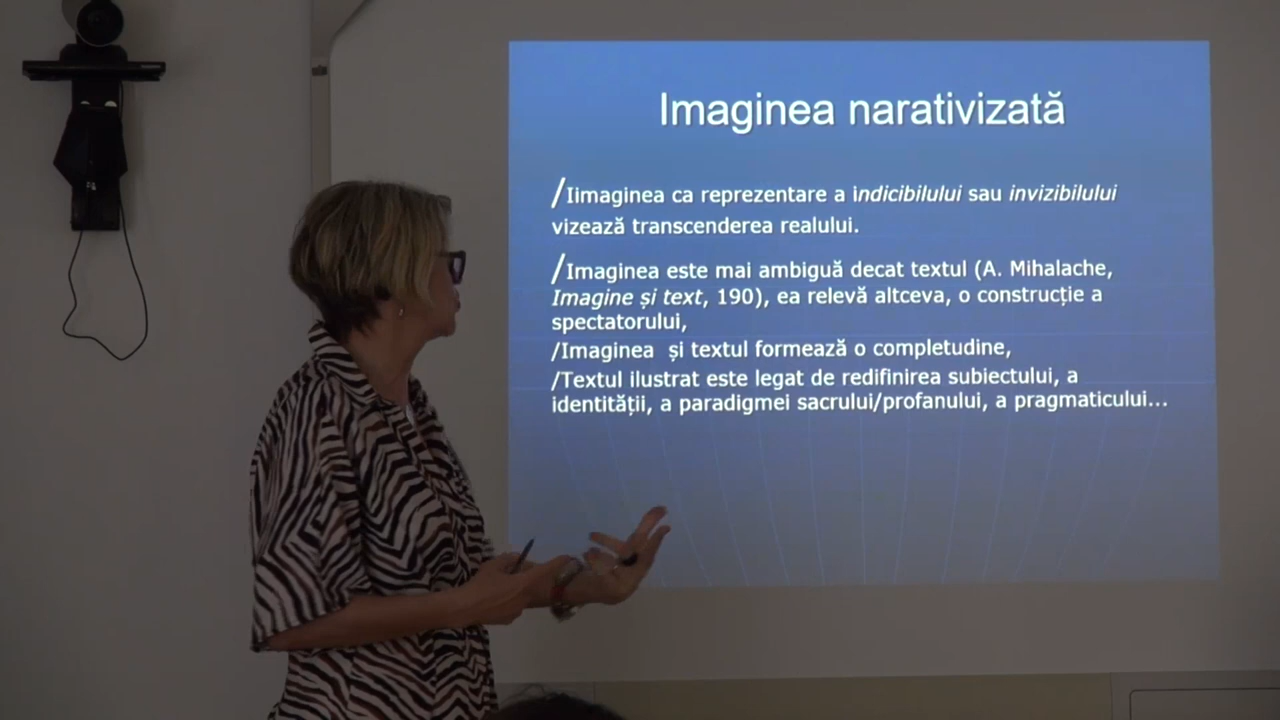 Imaginea narativizată
/Iimaginea ca reprezentare a indicibilului sau invizibilului
vizează transcenderea realului.
/Imaginea este mai ambiguă decat textul (A. Mihalache,
Imagine și text, 190), ea relevă altceva, o construcție a
spectatorului,
/Imaginea și textul formează o completudine,
/Textul ilustrat este legat de redifinirea subiectului, a
identității, a paradigmei sacrului/profanului, a pragmaticului...